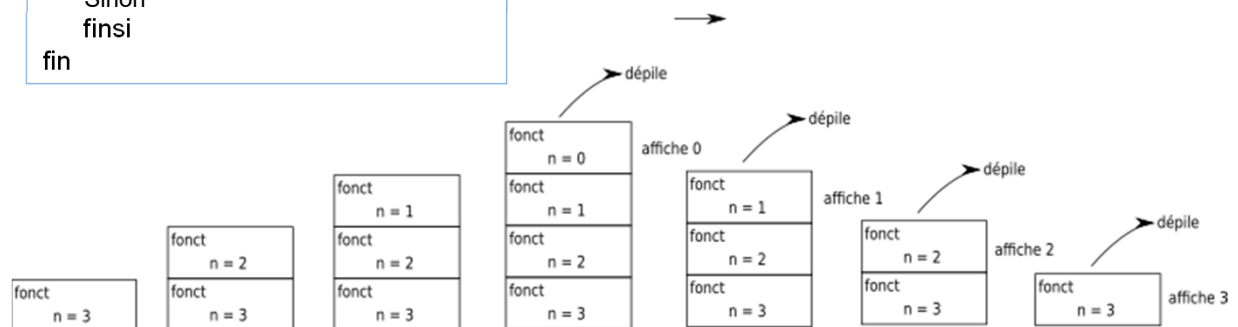 Sinon
finsi
fin
dépile
fonct
n = 0
affiche 0
fonct
n = 1
fonct
n = 2
fonct
n = 3
dépile
fonct
n = 1
affiche 1
fonct
n = 2
fonct
n = 3
dépile
fonct
n = 2
affiche 2
fonct
n = 3
dépile
fonct
n = 3
affiche 3
fonct
n = 1
fonct
n = 2
fonct
n = 3
fonct
n = 2
fonct
n = 3
fonct
n = 3